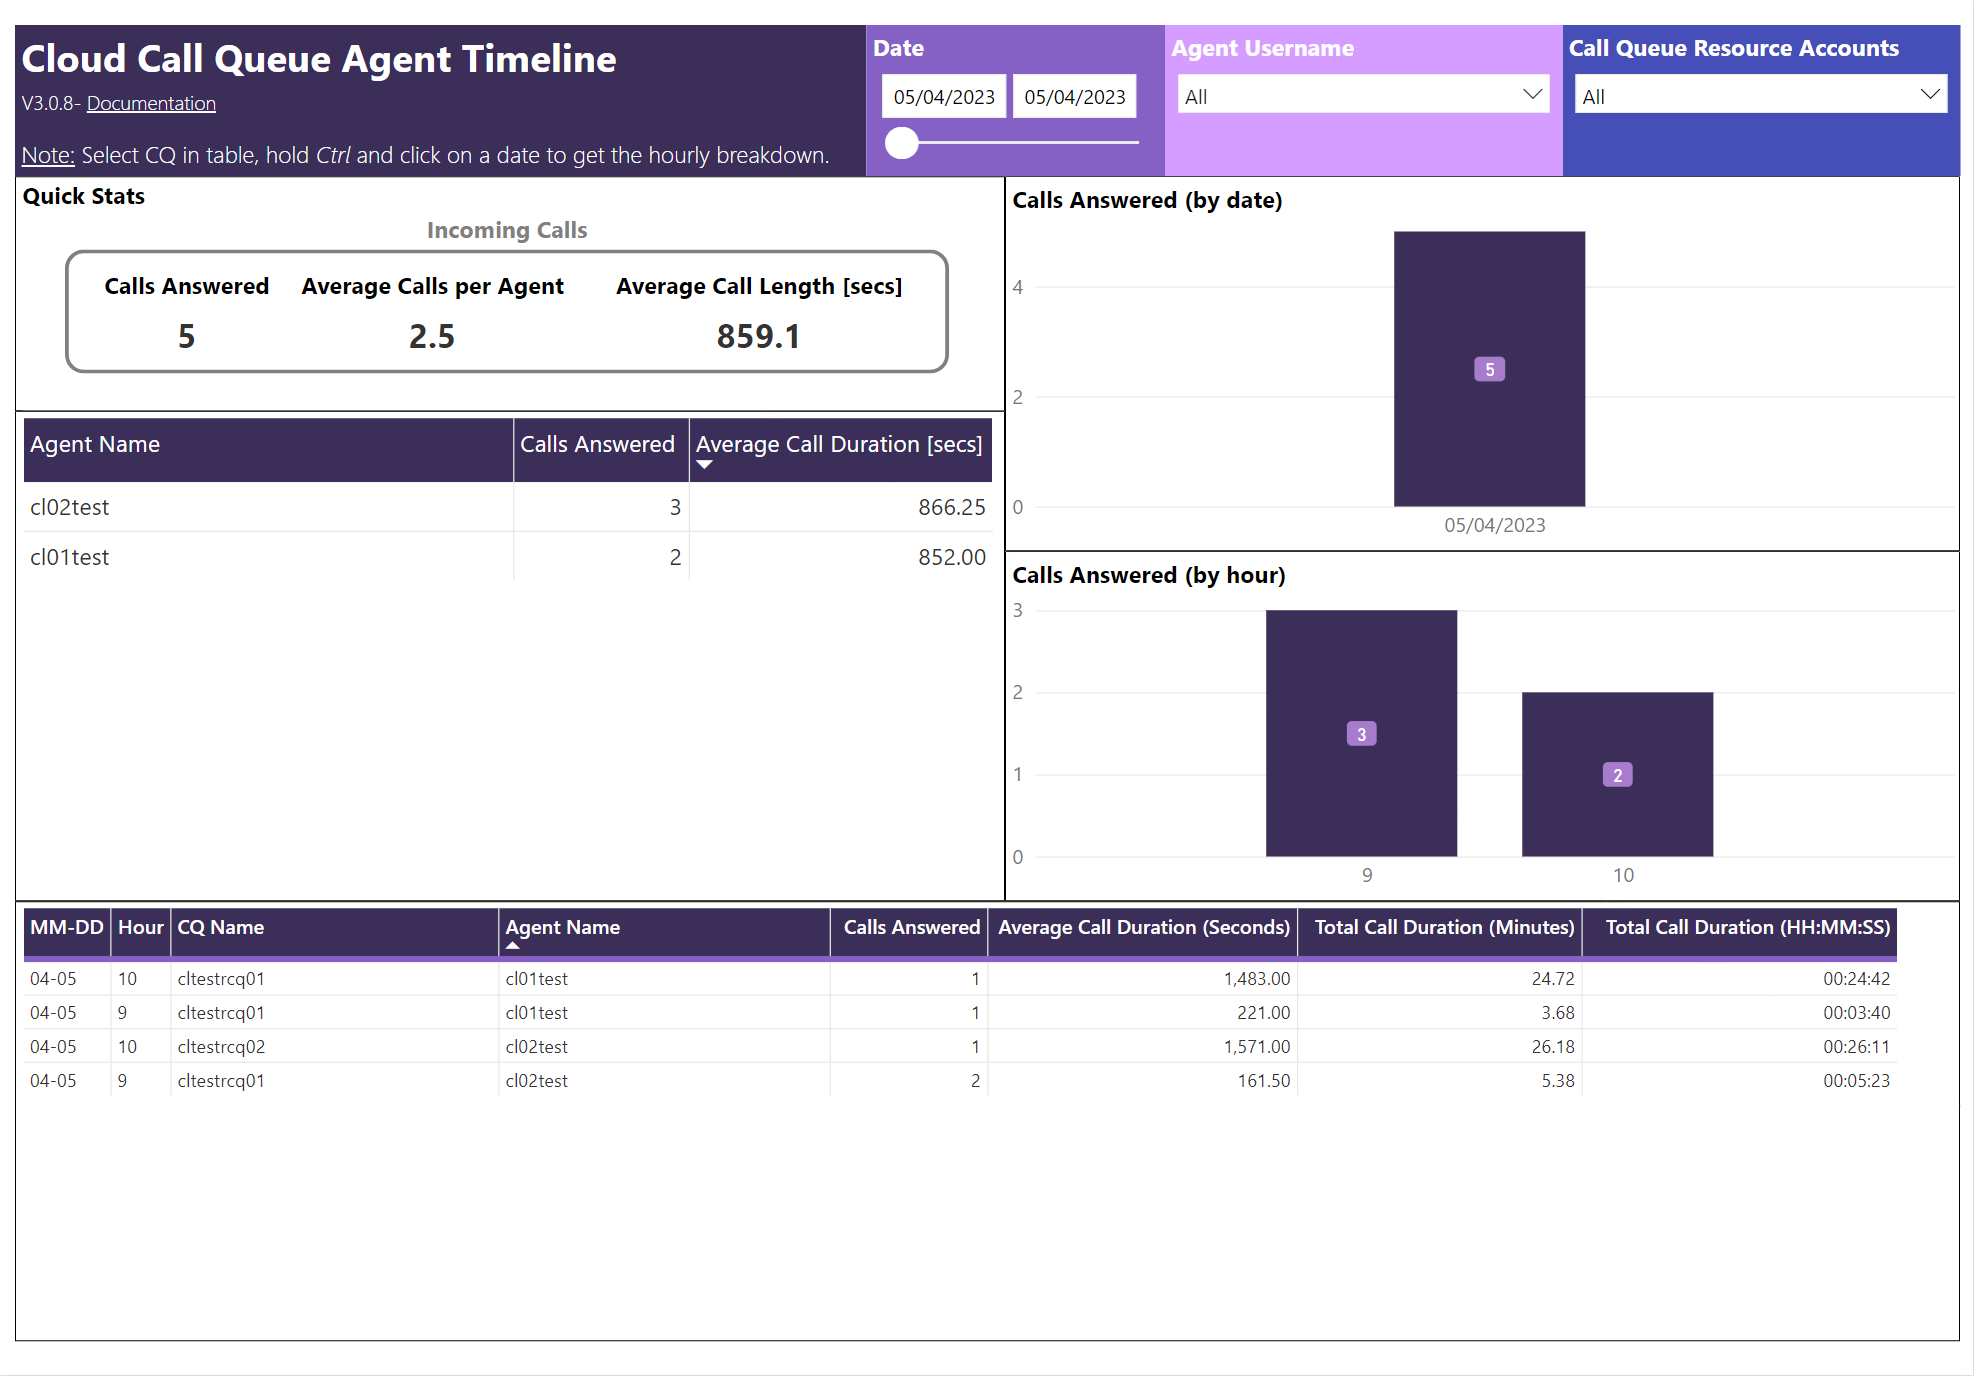 Cloud Call Queue Agent Timeline
V3.0.8- Documentation
Note: Select CQ in table, hold Ctrl and click on a date to get the hourly breakdown.
Date
05/04/2023 05/04/2023
Agent Username
All
Call Queue Resource Accounts
All
Quick Stats
Incoming Calls
Calls Answered Average Calls per Agent Average Call Length [secs]
5 2.5 859.1
Agent Name Calls Answered Average Call Duration [secs]
cl02test 3 866.25
cl01test 2 852.00
Calls Answered (by date)
4
2
0
5
05/04/2023
Calls Answered (by hour)
3
2
1
0
3
2
9 10
MM-DD Hour CQ Name Agent Name Calls Answered Average Call Duration (Seconds) Total Call Duration (Minutes) Total Call Duration (HH:MM:SS)
04-05 10 cltestrcq01 cl01test 1 1,483.00 24.72 00:24:42
04-05 9 cltestrcq01 cl01test 1 221.00 3.68 00:03:40
04-05 10 cltestrcq02 cl02test 1 1,571.00 26.18 00:26:11
04-05 9 cltestrcq01 cl02test 2 161.50 5.38 00:05:23